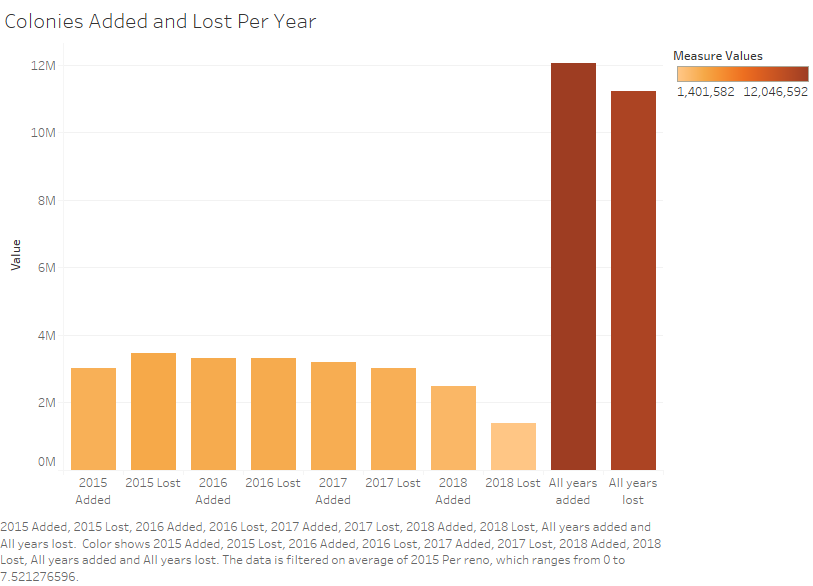 Colonies Added and Lost Per Year
Measure Values
1,401,582 12,046,592
12M
10M
8M
6M
4M
2M
0M
Value
2015 Added
2015 Lost
2016 Added
2016 Lost
2017 Added
2017 Lost
2018 Added
2018 Lost
All years added
All years lost
2015 Added, 2015 Lost, 2016 Added, 2016 Lost, 2017 Added, 2017 Lost, 2018 Added, 2018 Lost, All years added and
All years lost.  Color shows 2015 Added, 2015 Lost, 2016 Added, 2016 Lost, 2017 Added, 2017 Lost, 2018 Added, 2018
Lost, All years added and All years lost. The data is filtered on average of 2015 Per reno, which ranges from 0 to
7.521276596.